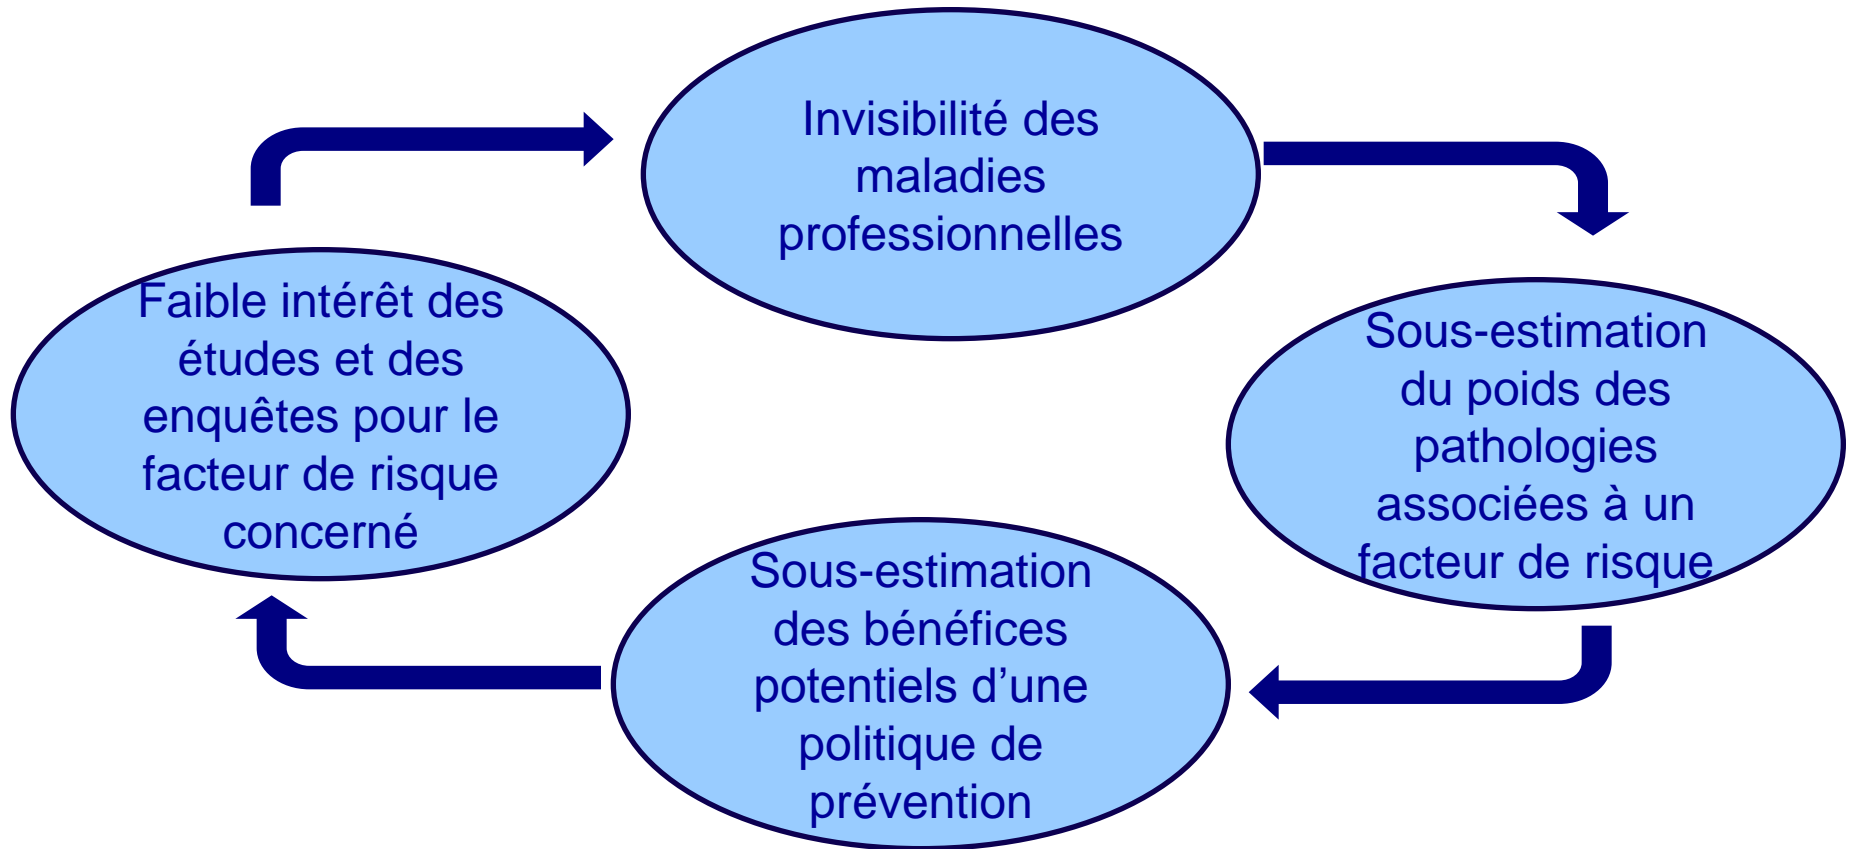 Invisibilité des
maladies
professionnelles
Faible intérêt des
études et des
enquêtes pour le
facteur de risque
concerné
Sous-estimation
du poids des
pathologies
associées à un
facteur de risque
Sous-estimation
des bénéfices
potentiels d’une
politique de
prévention